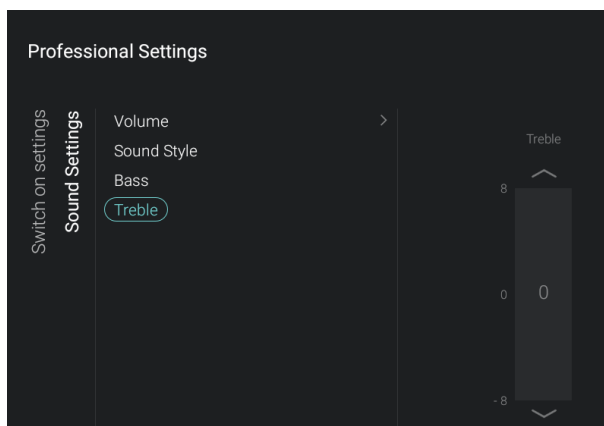 Professional Settings
Switch on settings
Sound Settings
Volume
Sound Style
Bass
Treble
Treble
8
0
0
- 8